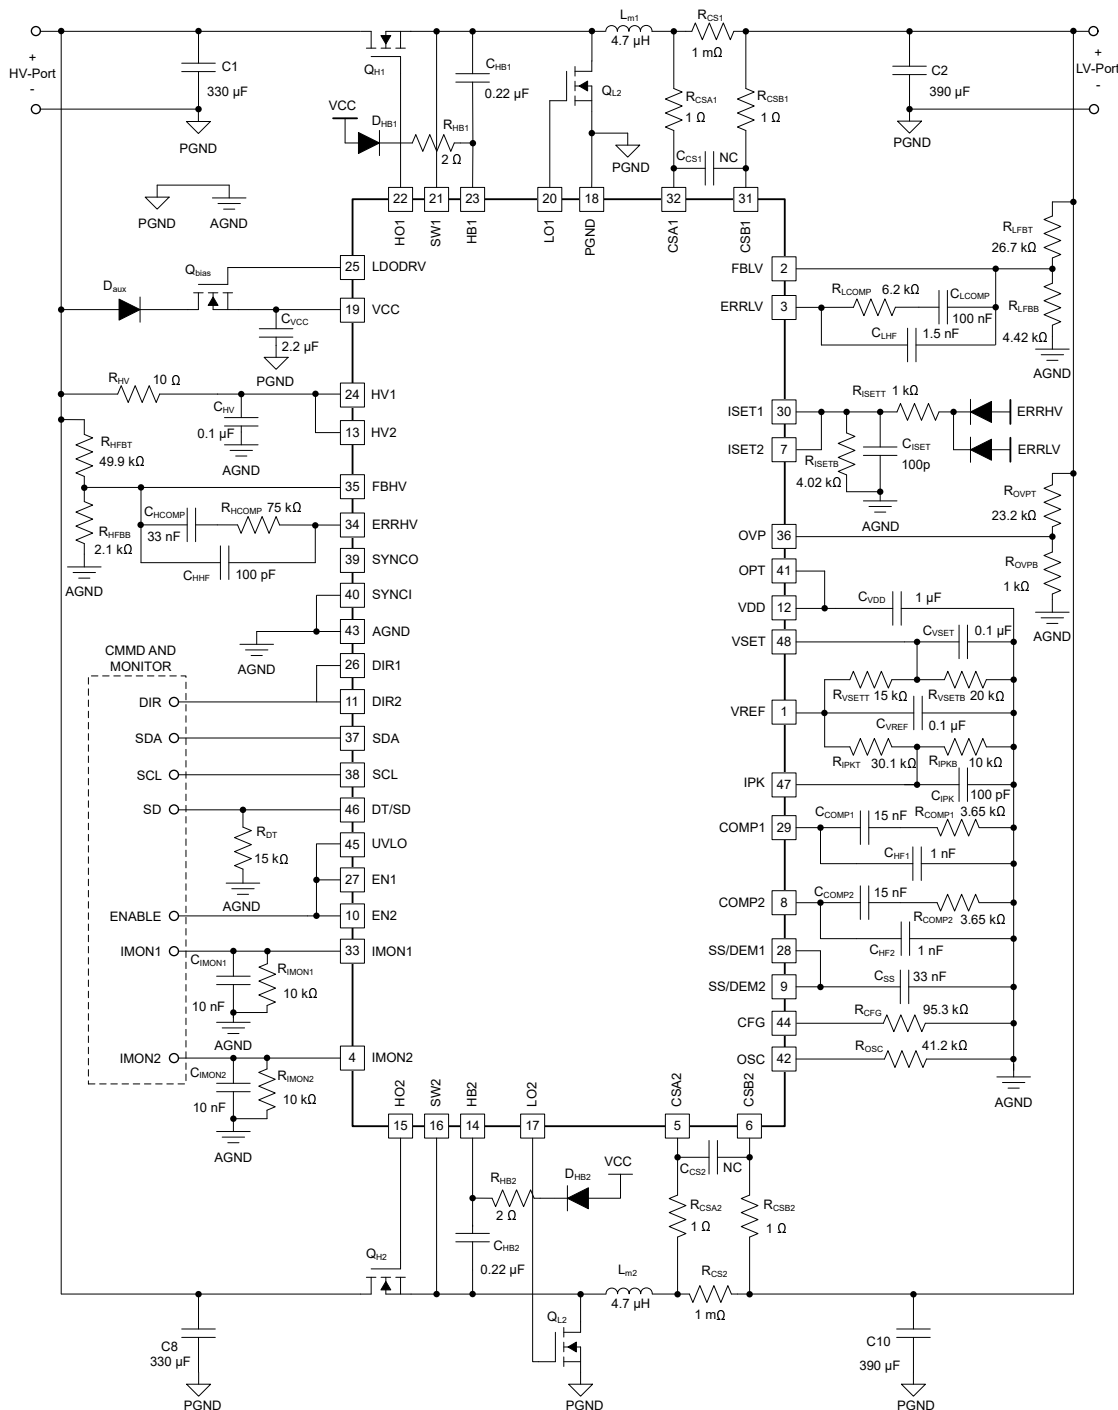 Lm1
4.7 µH
RCS1
1 mΩ
+
HV-Port
-
C1
330 µF
PGND
QH1
CHB1
0.22 µF
VCC
DHB1
RHB1
2 Ω
QL2
PGND
RCSA1
1 Ω
RCSB1
1 Ω
CCS1
NC
C2
390 µF
PGND
+
LV-Port
-
PGND
AGND
22
21
23
20
18
32
31
HO1
SW1
HB1
LO1
PGND
CSA1
CSB1
Daux
Qbias
25
LDODRV
19
VCC
CVCC
2.2 µF
PGND
RHV
10 Ω
CHV
0.1 µF
AGND
24
HV1
13
HV2
RHFBT
49.9 kΩ
RHFBB
2.1 kΩ
AGND
35
FBHV
CHCOMP
33 nF
RHCOMP
75 kΩ
CHHF
100 pF
34
ERRHV
39
SYNCO
40
SYNCI
43
AGND
AGND
CMMD AND
MONITOR
26
DIR1
DIR
11
DIR2
SDA
37
SDA
SCL
38
SCL
SD
46
DT/SD
RDT
15 kΩ
AGND
45
UVLO
27
EN1
ENABLE
10
EN2
IMON1
33
IMON1
CIMON1
10 nF
RIMON1
10 kΩ
AGND
IMON2
4
IMON2
CIMON2
10 nF
RIMON2
10 kΩ
AGND
FBLV
2
ERRLV
3
RLCOMP
6.2 kΩ
CLCOMP
100 nF
CLHF
1.5 nF
RLFBT
26.7 kΩ
RLFBB
4.42 kΩ
AGND
ISET1
30
ISET2
7
RISETT
1 kΩ
ERRHV
ERRLV
RISETB
4.02 kΩ
CISET
100p
AGND
OVP
36
ROVPT
23.2 kΩ
ROVPB
1 kΩ
AGND
OPT
41
VDD
12
CVDD
1 µF
VSET
48
CVSET
0.1 µF
RVSETT
15 kΩ
RVSETB
20 kΩ
VREF
1
CVREF
0.1 µF
RIPKT
30.1 kΩ
RIPKB
10 kΩ
IPK
47
CIPK
100 pF
COMP1
29
CCOMP1
15 nF
RCOMP1
3.65 kΩ
CHF1
1 nF
COMP2
8
CCOMP2
15 nF
RCOMP2
3.65 kΩ
CHF2
1 nF
SS/DEM1
28
SS/DEM2
9
CSS
33 nF
CFG
44
RCFG
95.3 kΩ
OSC
42
ROSC
41.2 kΩ
AGND
HO2
SW2
HB2
LO2
CSA2
CSB2
15
16
14
17
5
6
RHB2
2 Ω
DHB2
VCC
CHB2
0.22 µF
CCS2
NC
RCSA2
1 Ω
RCSB2
1 Ω
QH2
Lm2
4.7 µH
RCS2
1 mΩ
QL2
PGND
C8
330 µF
PGND
C10
390 µF
PGND